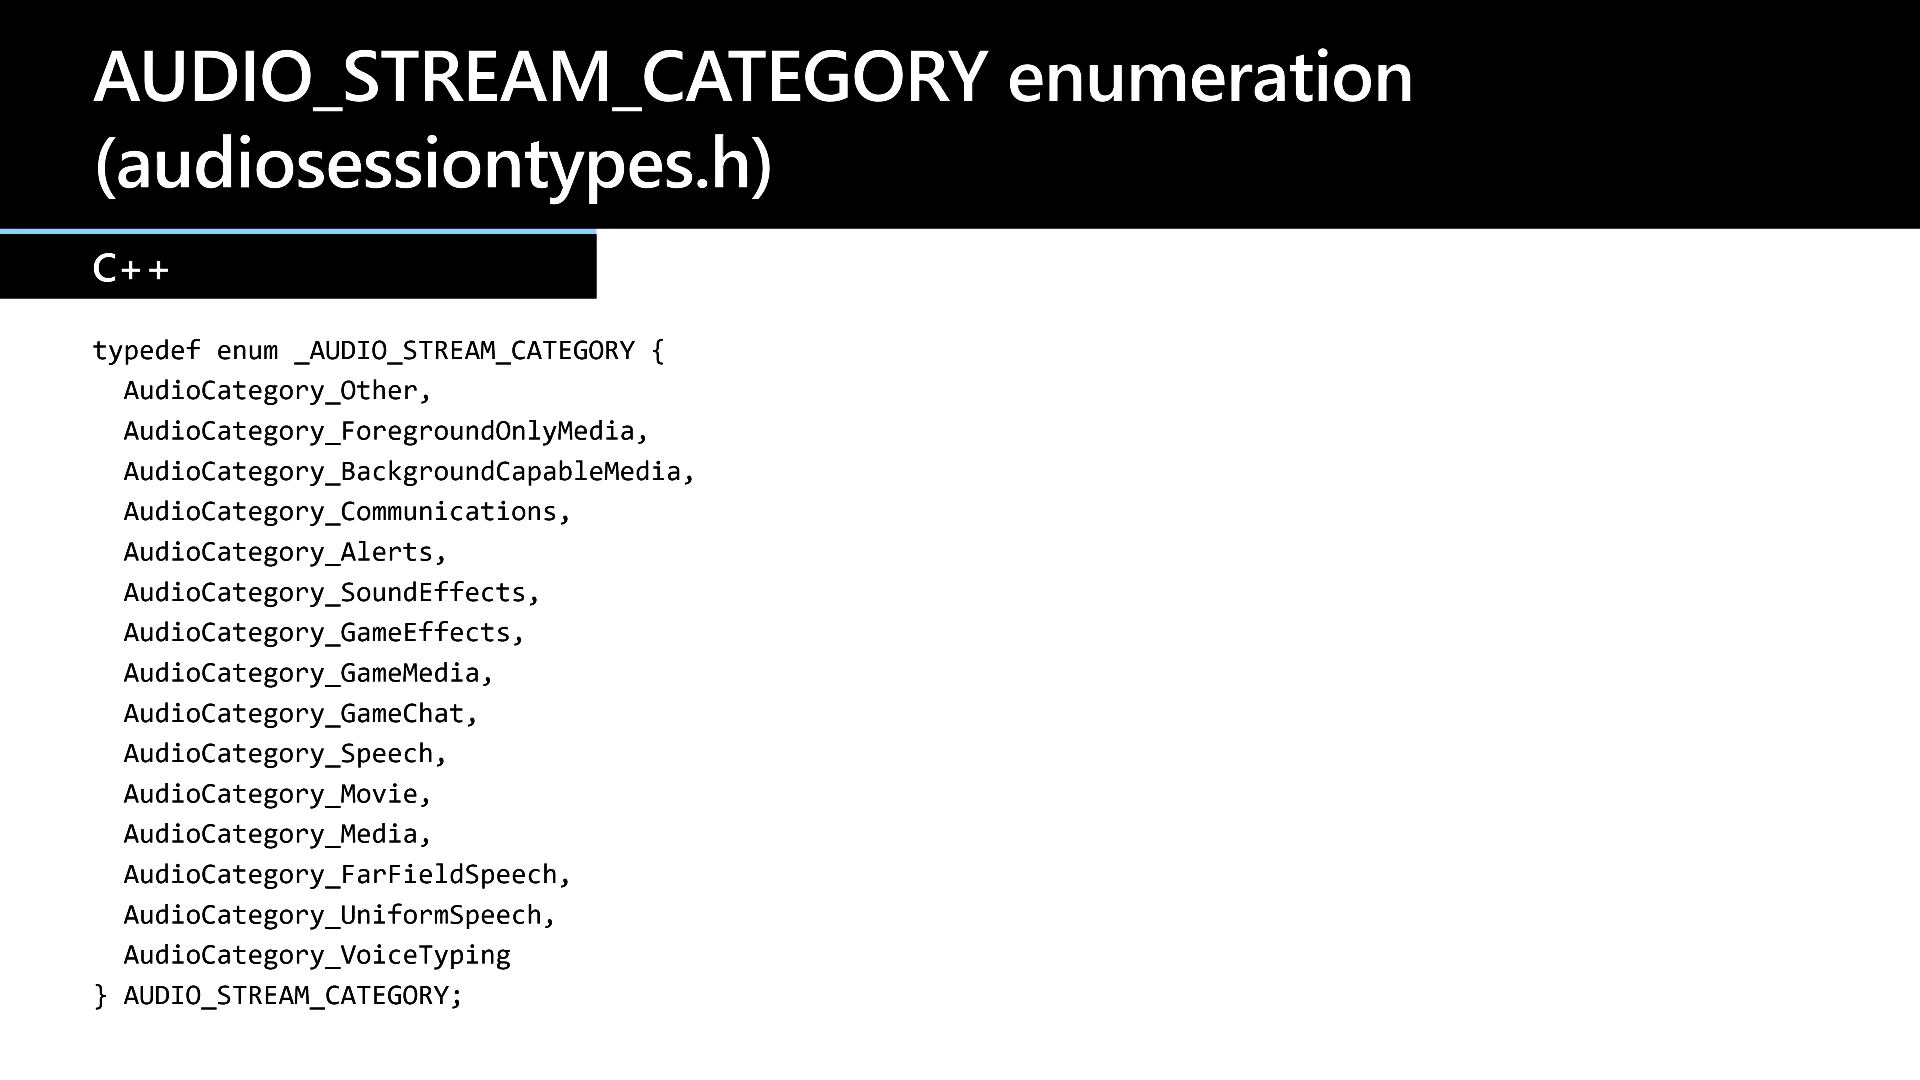 AUDIO_STREAM_CATEGORY enumeration
(audiosessiontypes.h)
C++
typedef enum _AUDIO_STREAM_CATEGORY {
  AudioCategory_Other,
  AudioCategory_ForegroundOnlyMedia,
  AudioCategory_BackgroundCapableMedia,
  AudioCategory_Communications,
  AudioCategory_Alerts,
  AudioCategory_SoundEffects,
  AudioCategory_GameEffects,
  AudioCategory_GameMedia,
  AudioCategory_GameChat,
  AudioCategory_Speech,
  AudioCategory_Movie,
  AudioCategory_Media,
  AudioCategory_FarFieldSpeech,
  AudioCategory_UniformSpeech,
  AudioCategory_VoiceTyping
} AUDIO_STREAM_CATEGORY;